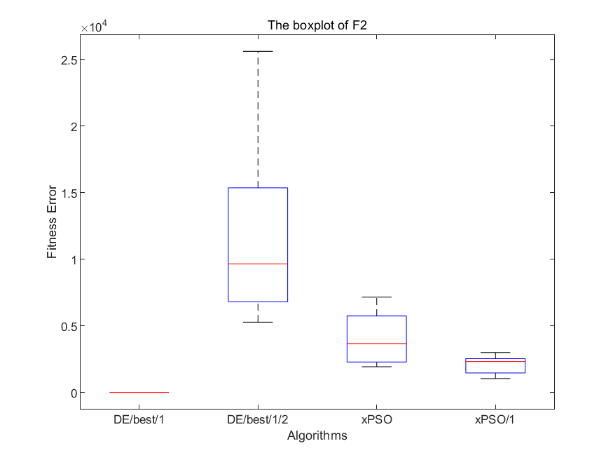 The boxplot of F2
×10⁴
2.5
2
1.5
1
0.5
0
Fitness Error
DE/best/1 DE/best/1/2 xPSO xPSO/1
Algorithms